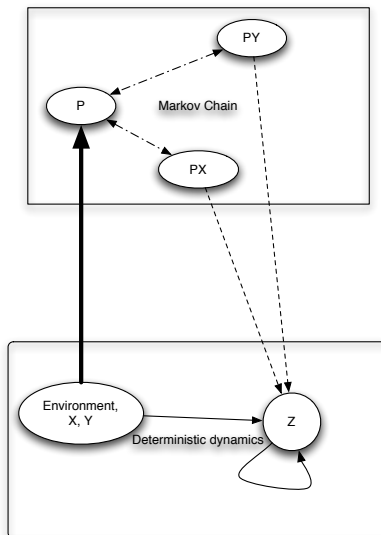 PY
P
Markov Chain
PX
Environment,
X, Y
Z
Deterministic dynamics